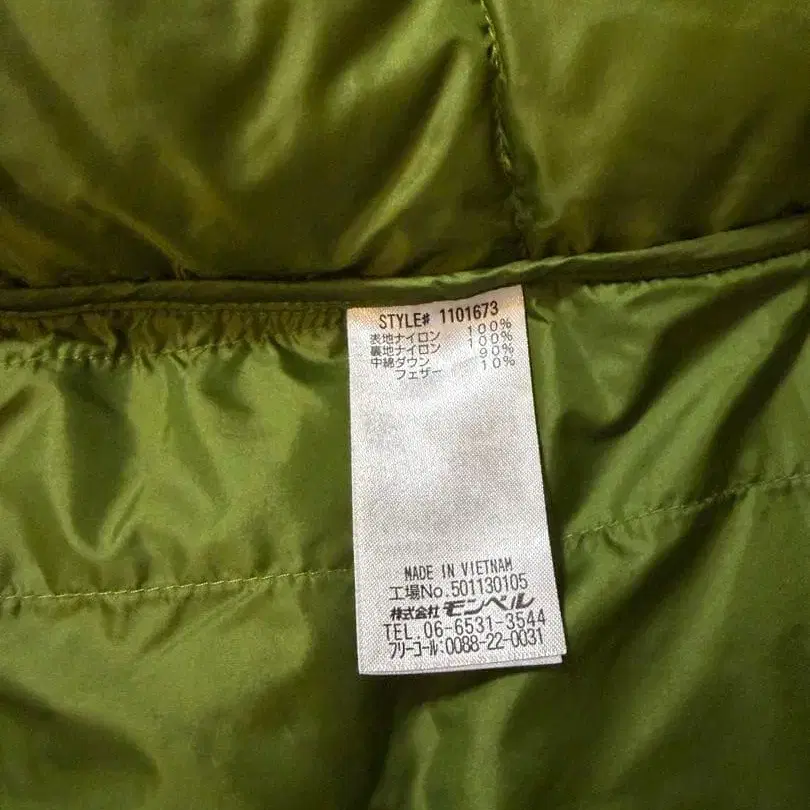 STYLE# 1101673
表地ナイロン 100%
裏地ナイロン 100%
中綿ダウン 90%
フェザー 10%
MADE IN VIETNAM
工場No.501130105
株式会社モンベル
TEL.06-6531-3544
フリーコール:0088-22-0031